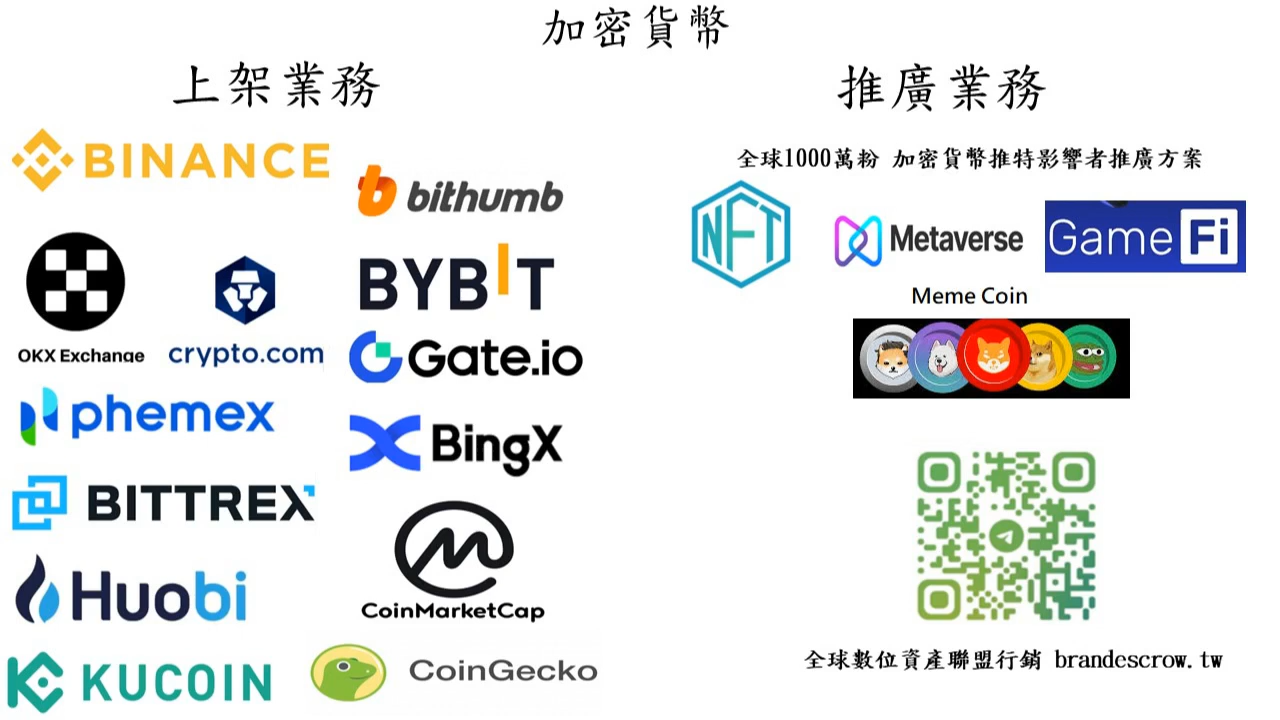 加密貨幣
上架業務
BINANCE
bithumb
OKX Exchange
crypto.com
BYBIT
Gate.io
phemex
BingX
BITTREX
CoinMarketCap
Huobi
KUCOIN
CoinGecko
推廣業務
全球1000萬粉 加密貨幣推特影響者推廣方案
NFT
Metaverse
GameFi
Meme Coin
全球數位資產聯盟行銷 brandescrow.tw